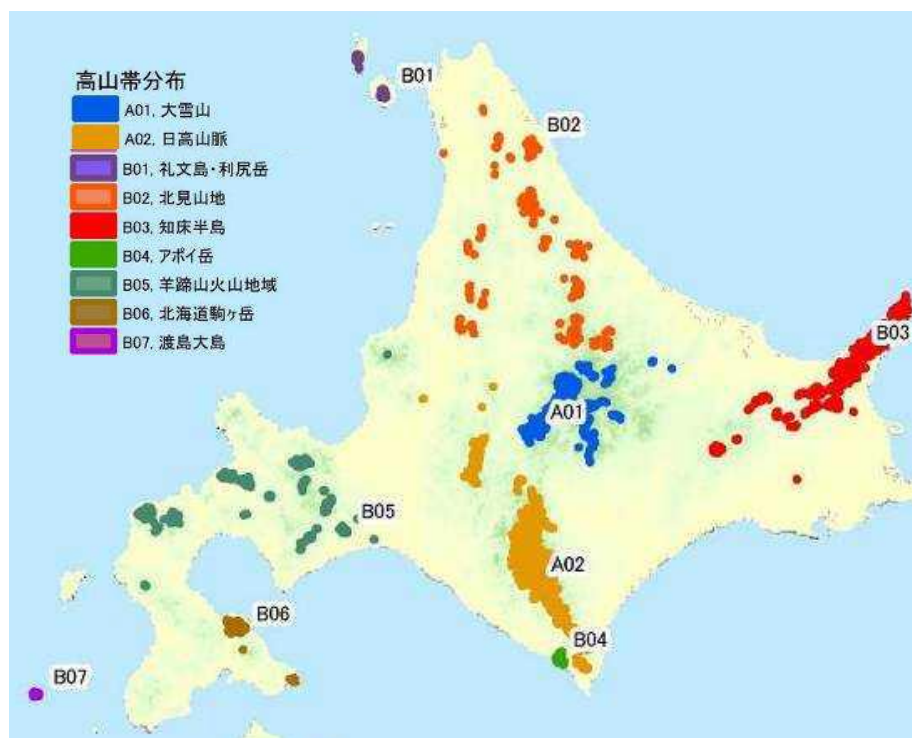 高山帯分布
A01, 大雪山
A02, 日高山脈
B01, 礼文島・利尻岳
B02, 北見山地
B03, 知床半島
B04, アポイ岳
B05, 羊蹄山火山地域
B06, 北海道駒ヶ岳
B07, 渡島大島
B01
B02
B03
A01
B05
A02
B06
B04
B07